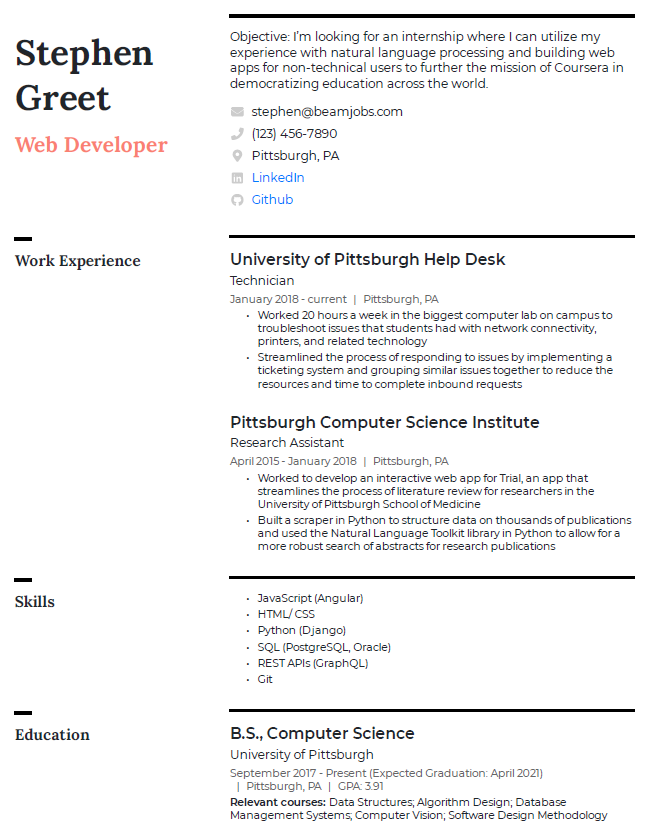 Stephen
Greet
Web Developer
Objective: I'm looking for an internship where I can utilize my
experience with natural language processing and building web
apps for non-technical users to further the mission of Coursera in
democratizing education across the world.
stephen@beamjobs.com
(123) 456-7890
Pittsburgh, PA
LinkedIn
Github
Work Experience
University of Pittsburgh Help Desk
Technician
January 2018 - current | Pittsburgh, PA
• Worked 20 hours a week in the biggest computer lab on campus to
troubleshoot issues that students had with network connectivity,
printers, and related technology
• Streamlined the process of responding to issues by implementing a
ticketing system and grouping similar issues together to reduce the
resources and time to complete inbound requests
Pittsburgh Computer Science Institute
Research Assistant
April 2015 - January 2018 | Pittsburgh, PA
• Worked to develop an interactive web app for Trial, an app that
streamlines the process of literature review for researchers in the
University of Pittsburgh School of Medicine
• Built a scraper in Python to structure data on thousands of publications
and used the Natural Language Toolkit library in Python to allow for a
more robust search of abstracts for research publications
Skills
• JavaScript (Angular)
• HTML/ CSS
• Python (Django)
• SQL (PostgreSQL, Oracle)
• REST APIs (GraphQL)
• Git
Education
B.S., Computer Science
University of Pittsburgh
September 2017 - Present (Expected Graduation: April 2021)
| Pittsburgh, PA | GPA: 3.91
Relevant courses: Data Structures; Algorithm Design; Database
Management Systems; Computer Vision; Software Design Methodology